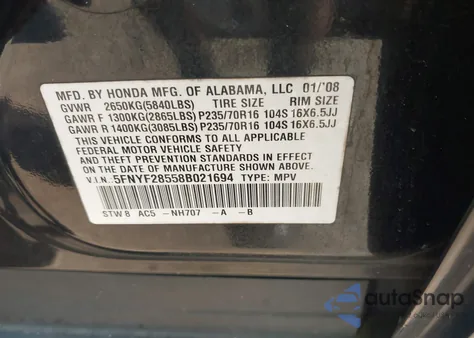 MFD. BY HONDA MFG. OF ALABAMA, LLC 01/'08
GVWR 2650KG(5840LBS) TIRE SIZE RIM SIZE
GAWR F 1300KG(2865LBS) P235/70R16 104S 16X6.5JJ
GAWR R 1400KG(3085LBS) P235/70R16 104S 16X6.5JJ
THIS VEHICLE CONFORMS TO ALL APPLICABLE
FEDERAL MOTOR VEHICLE SAFETY AND
THEFT PREVENTION STANDARDS IN EFFECT ON
THE DATE OF MANUFACTURE SHOWN ABOVE.
V.I.N.: 5FNYF28558B021694 TYPE: MPV
STW8 AC5 -NH707 -A -B
autoSnap